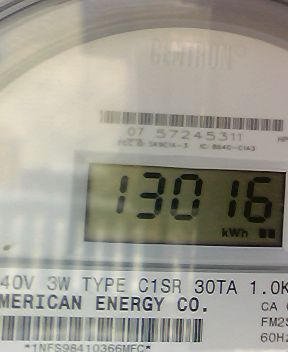 CENTRON
07 57245311
13016
kWh
40V 3W TYPE C1SR 30TA 1.0K
MERICAN ENERGY CO.
CA
FM2S
60Hz
*1NFS98410366MFC*